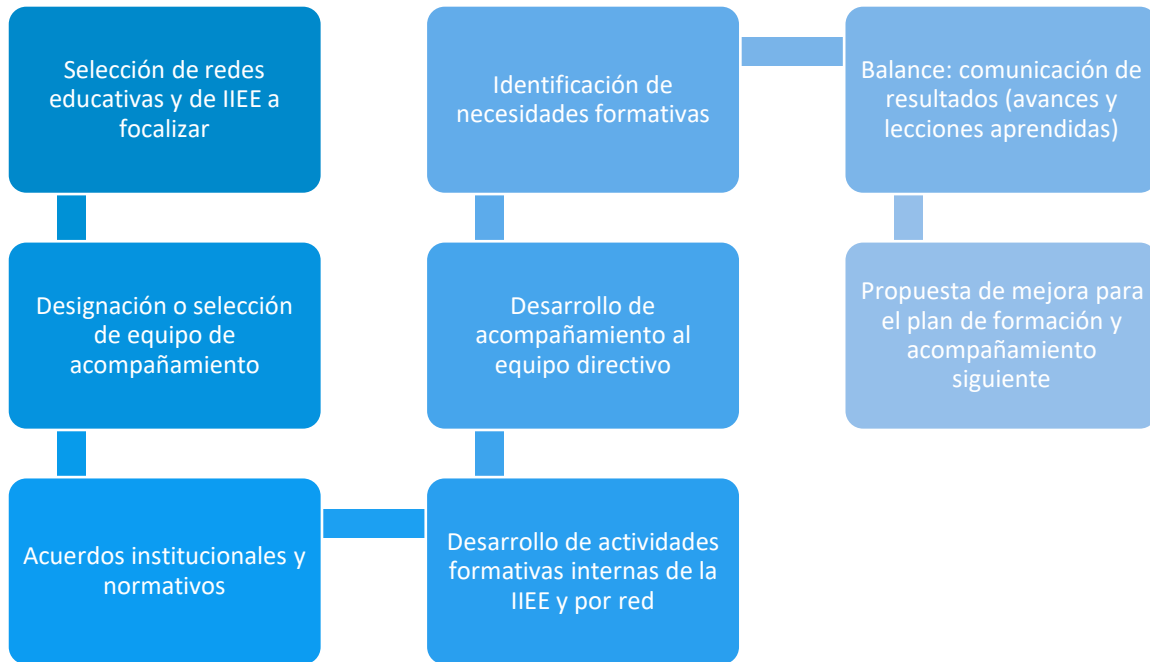 Selección de redes
educativas y de IIEE a
focalizar
Designación o selección
de equipo de
acompañamiento
Acuerdos institucionales y
normativos
Desarrollo de actividades
formativas internas de la
IIEE y por red
Desarrollo de
acompañamiento al
equipo directivo
Identificación de
necesidades formativas
Balance: comunicación de
resultados (avances y
lecciones aprendidas)
Propuesta de mejora para
el plan de formación y
acompañamiento
siguiente